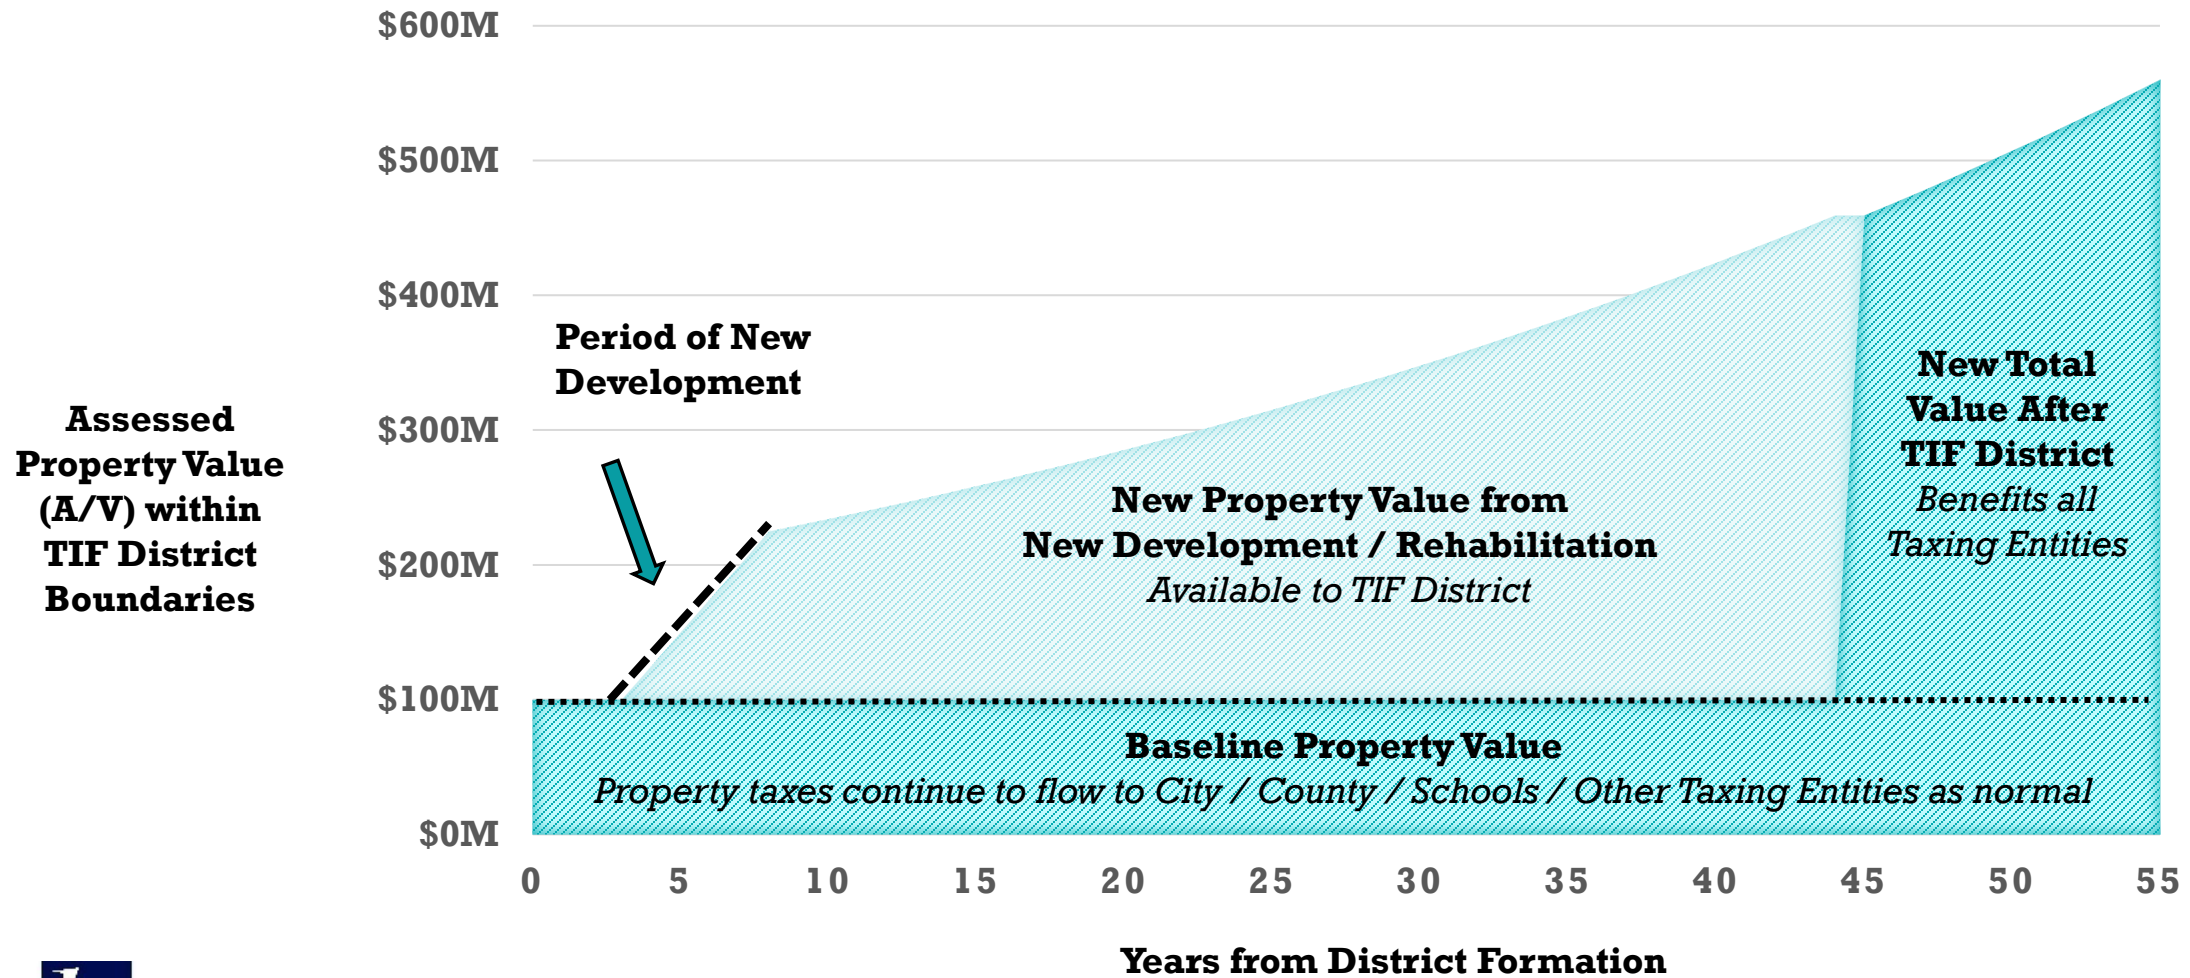 $600M
$500M
$400M
$300M
$200M
$100M
$0M
Assessed
Property Value
(A/V) within
TIF District
Boundaries
Period of New
Development
New Property Value from
New Development / Rehabilitation
Available to TIF District
New Total
Value After
TIF District
Benefits all
Taxing Entities
Baseline Property Value
Property taxes continue to flow to City / County / Schools / Other Taxing Entities as normal
0 5 10 15 20 25 30 35 40 45 50 55
Years from District Formation